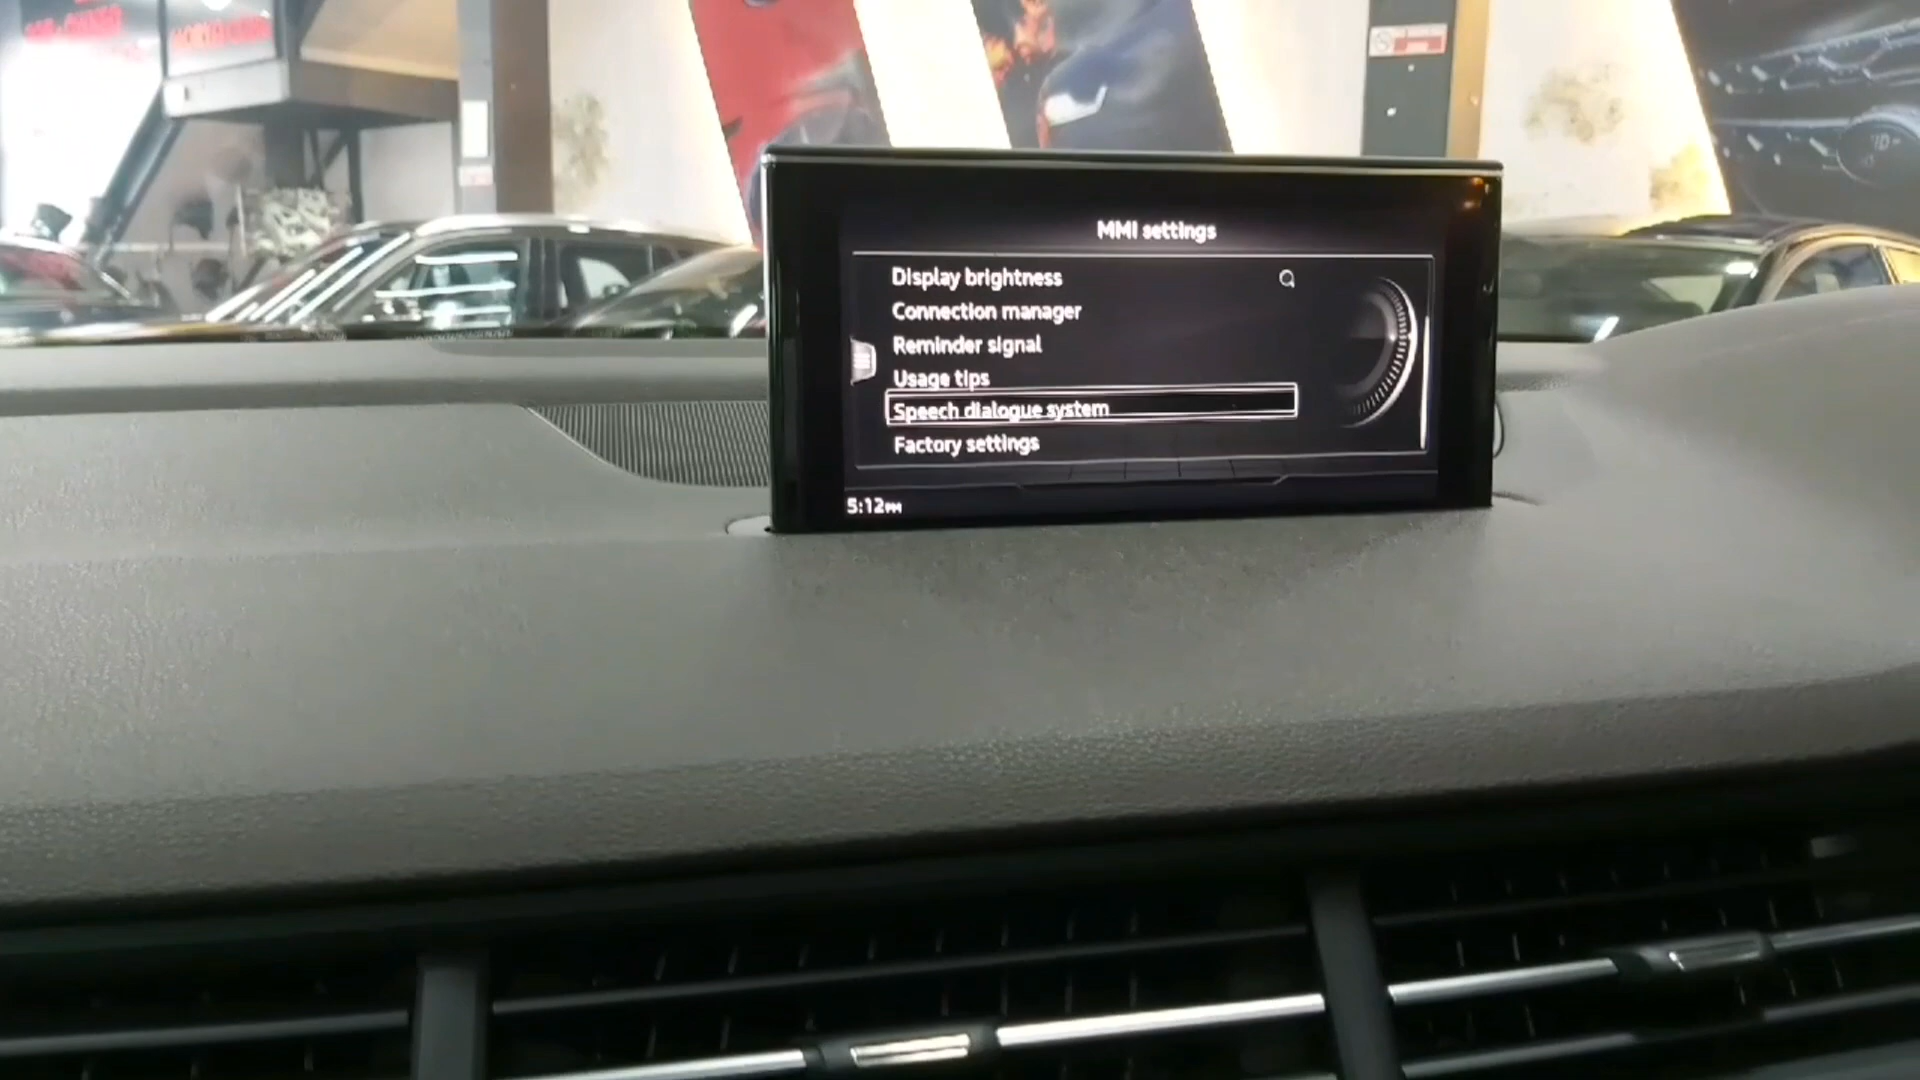 MMI settings
Display brightness
Connection manager
Reminder signal
Usage tips
Speech dialogue system
Factory settings
5:12PM